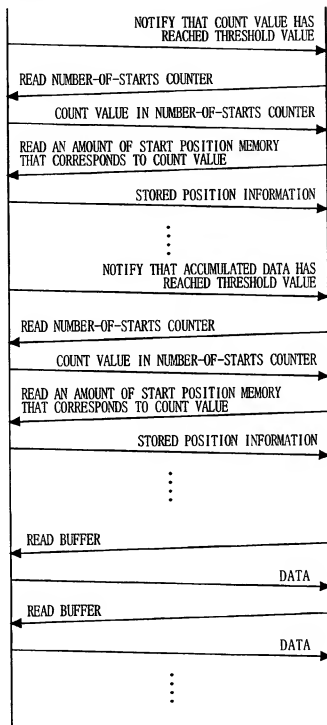 NOTIFY THAT COUNT VALUE HAS
REACHED THRESHOLD VALUE
READ NUMBER-OF-STARTS COUNTER
COUNT VALUE IN NUMBER-OF-STARTS COUNTER
READ AN AMOUNT OF START POSITION MEMORY
THAT CORRESPONDS TO COUNT VALUE
STORED POSITION INFORMATION
NOTIFY THAT ACCUMULATED DATA HAS
REACHED THRESHOLD VALUE
READ NUMBER-OF-STARTS COUNTER
COUNT VALUE IN NUMBER-OF-STARTS COUNTER
READ AN AMOUNT OF START POSITION MEMORY
THAT CORRESPONDS TO COUNT VALUE
STORED POSITION INFORMATION
READ BUFFER
DATA
READ BUFFER
DATA